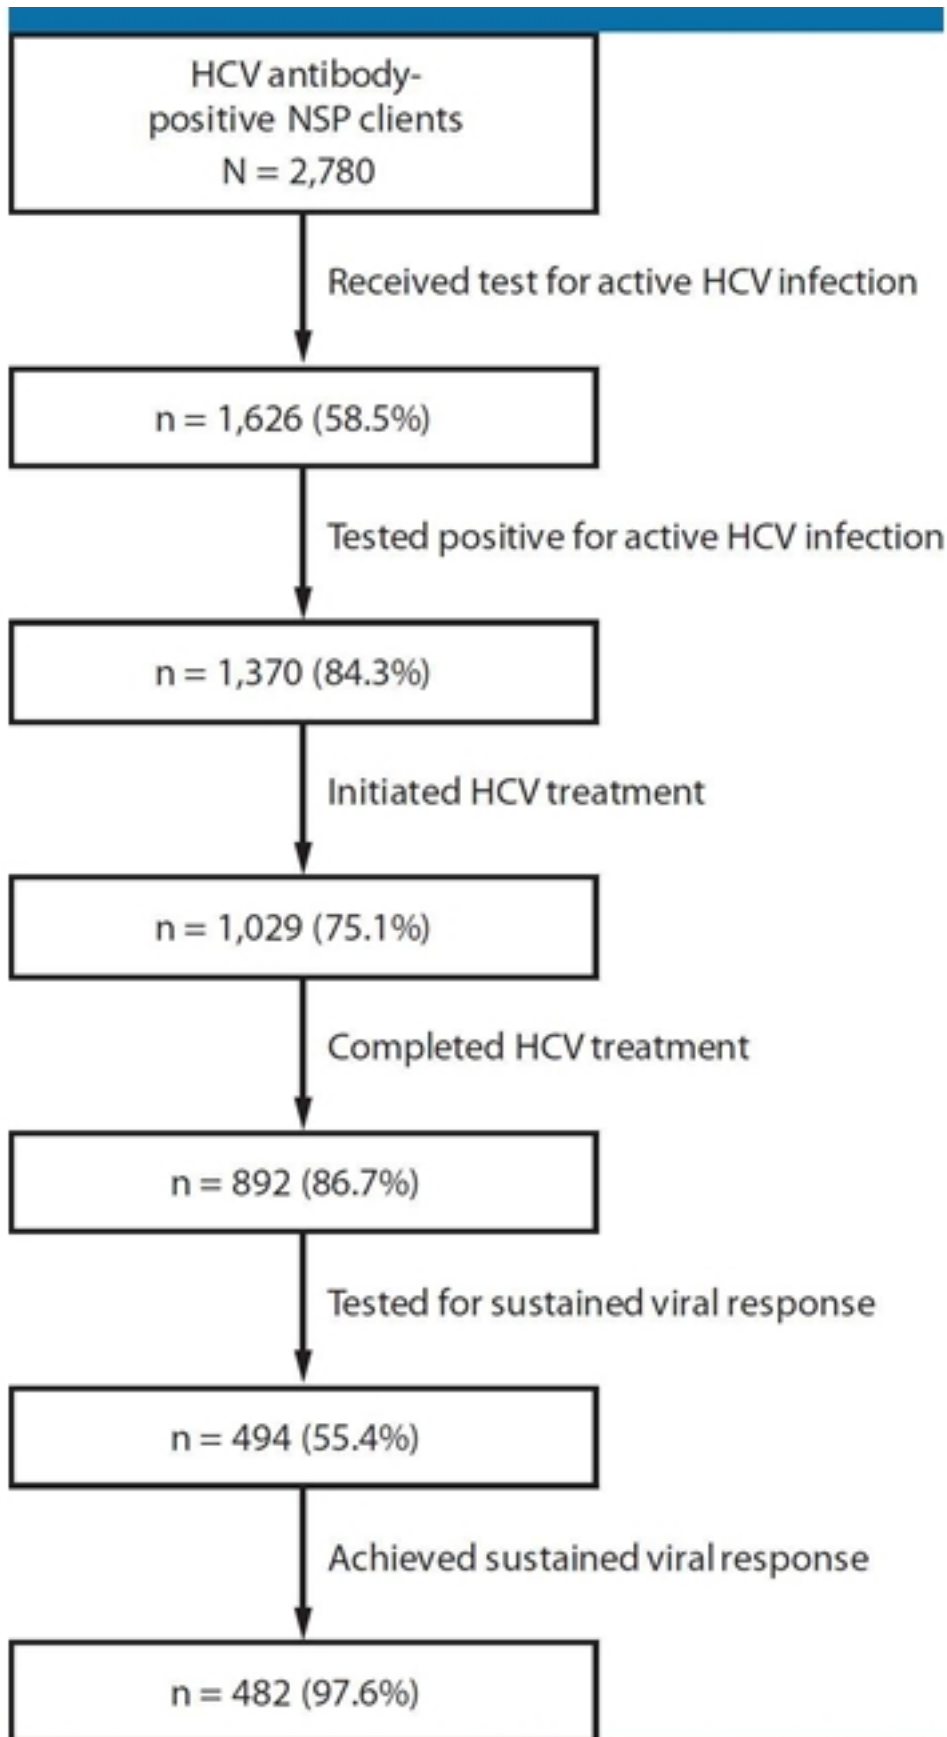 HCV antibody-
positive NSP clients
N = 2,780
Received test for active HCV infection
n = 1,626 (58.5%)
Tested positive for active HCV infection
n = 1,370 (84.3%)
Initiated HCV treatment
n = 1,029 (75.1%)
Completed HCV treatment
n = 892 (86.7%)
Tested for sustained viral response
n = 494 (55.4%)
Achieved sustained viral response
n = 482 (97.6%)